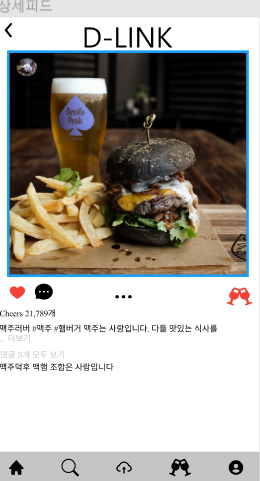 상세피드
D-LINK
Devil's
Peak
Cheers 21,789개
맥주러버 #맥주 #햄버거 맥주는 사랑입니다. 다들 맛있는 식사를
... 더보기
댓글 3개 모두 보기
맥주덕후 맥햄 조합은 사랑입니다